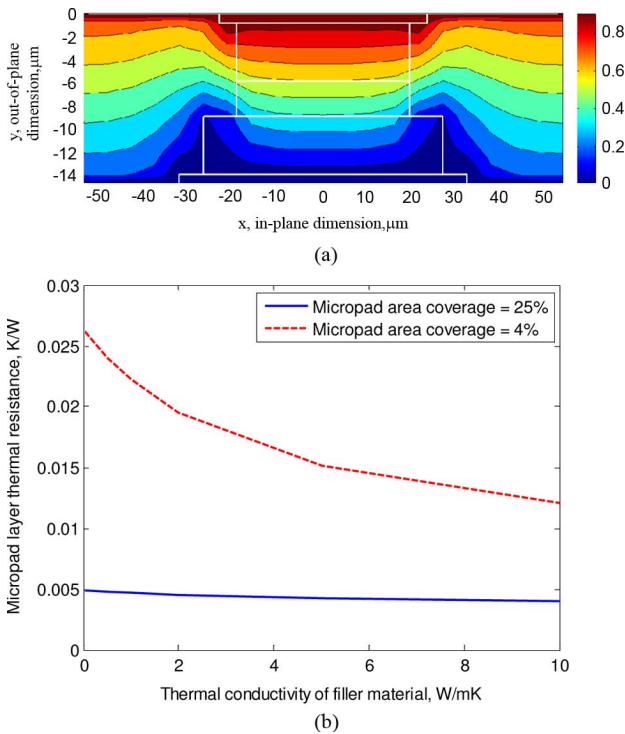 y, out-of-plane
dimension,μm
0
-2
-4
-6
-8
-10
-12
-14
-50 -40 -30 -20 -10 0 10 20 30 40 50
x, in-plane dimension,μm
0.8
0.6
0.4
0.2
0
(a)
0.03
0.025
0.02
0.015
0.01
0.005
0
Micropad layer thermal resistance, K/W
Micropad area coverage = 25%
Micropad area coverage = 4%
0 2 4 6 8 10
Thermal conductivity of filler material, W/mK
(b)